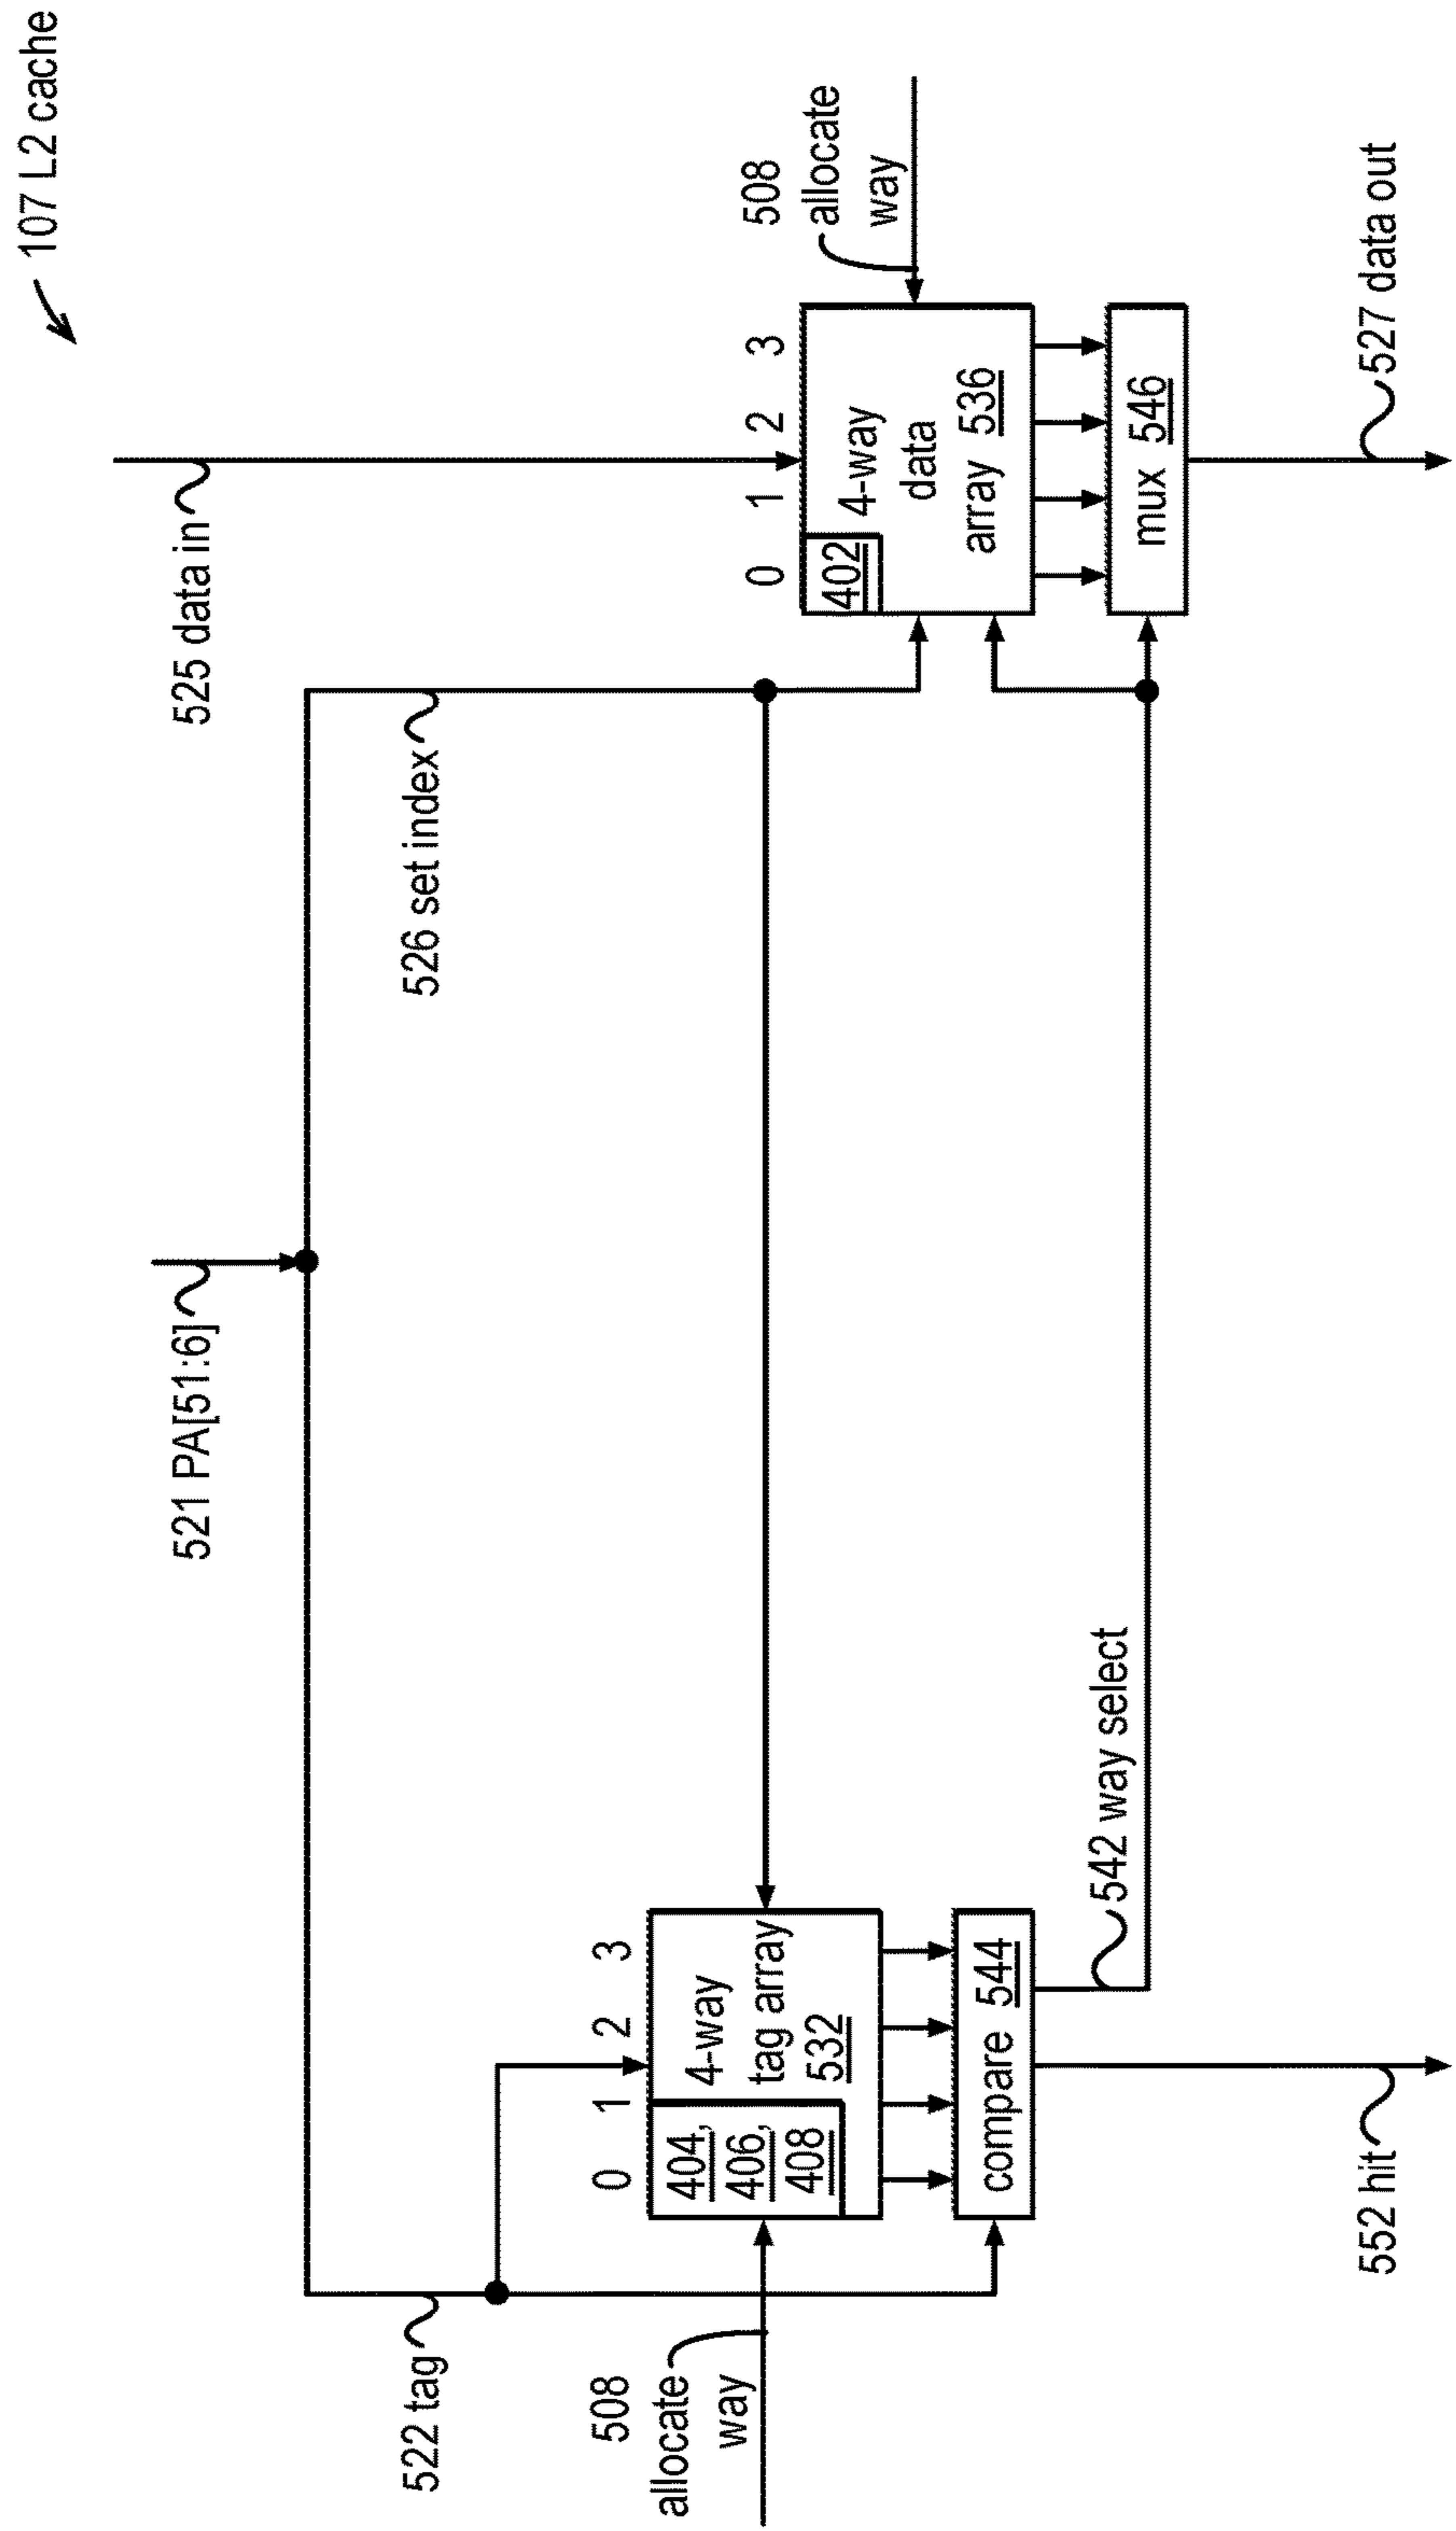 107 L2 cache
521 PA[51:6]
525 data in
522 tag
526 set index
508
allocate
way
0 1 2 3
404,
406,
408
4-way
tag array
532
compare 544
542 way select
552 hit
0 1 2 3
402
4-way
data
array 536
508
allocate
way
mux 546
527 data out